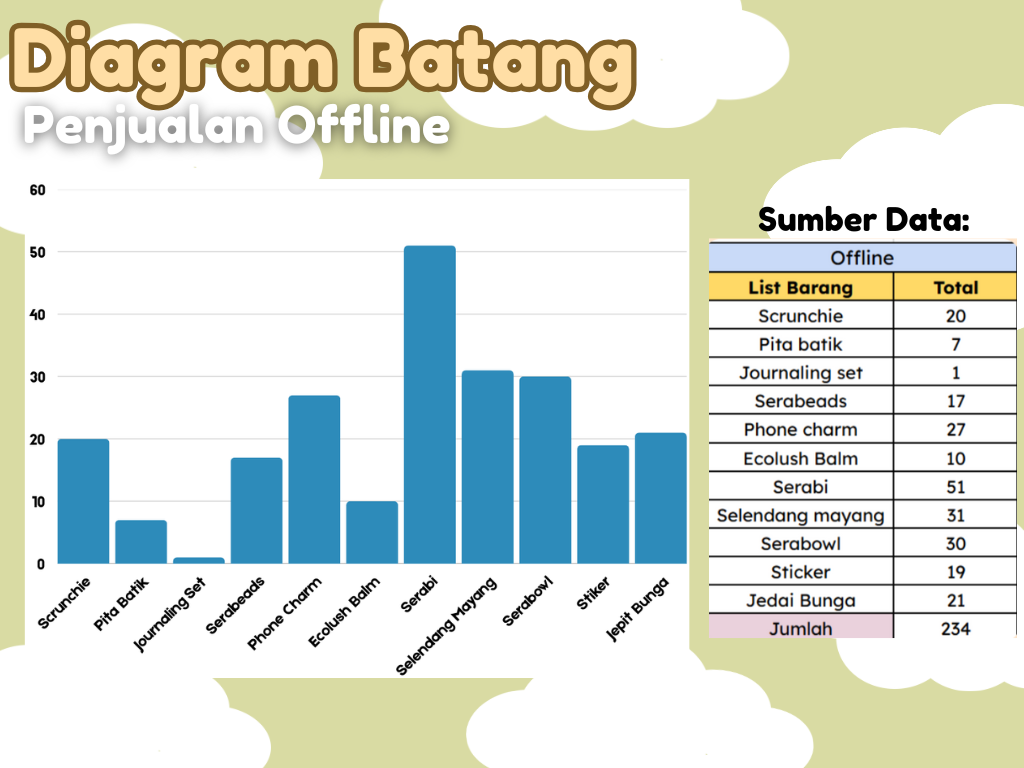 Diagram Batang
Penjualan Offline
60
50
40
30
20
10
0
Scrunchie
Pita Batik
Journaling Set
Serabeads
Phone Charm
Ecolush Balm
Serabi
Selendang Mayang
Serabowl
Stiker
Jepit Bunga
Sumber Data:
Offline
List Barang Total
Scrunchie 20
Pita batik 7
Journaling set 1
Serabeads 17
Phone charm 27
Ecolush Balm 10
Serabi 51
Selendang mayang 31
Serabowl 30
Sticker 19
Jedai Bunga 21
Jumlah 234